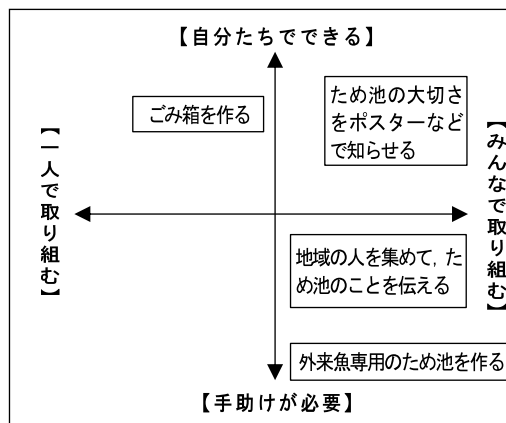 【自分たちでできる】
ごみ箱を作る
ため池の大切さ
をポスターなど
で知らせる
【一人で取り組む】
【みんなで取り組む】
地域の人を集めて，た
め池のことを伝える
外来魚専用のため池を作る
【手助けが必要】